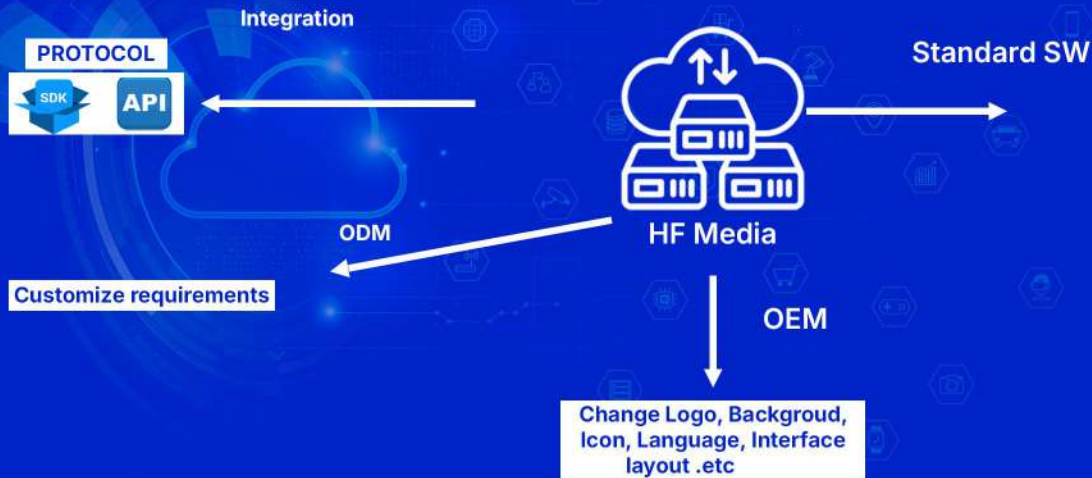 Integration
PROTOCOL
Standard SW
SDK
API
HF Media
ODM
Customize requirements
OEM
Change Logo, Backgroud,
Icon, Language, Interface
layout .etc